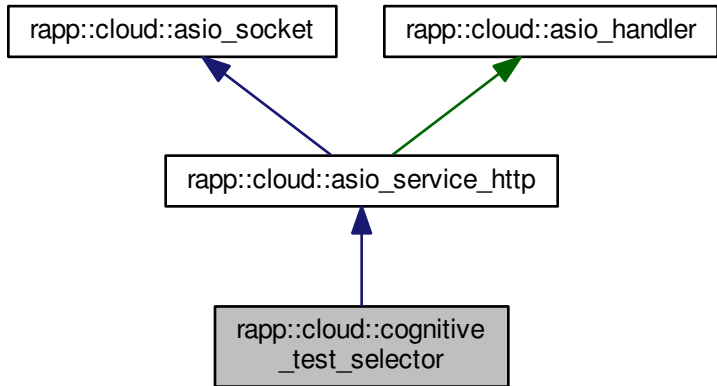 rapp::cloud::asio_socket
rapp::cloud::asio_handler
rapp::cloud::asio_service_http
rapp::cloud::cognitive
_test_selector